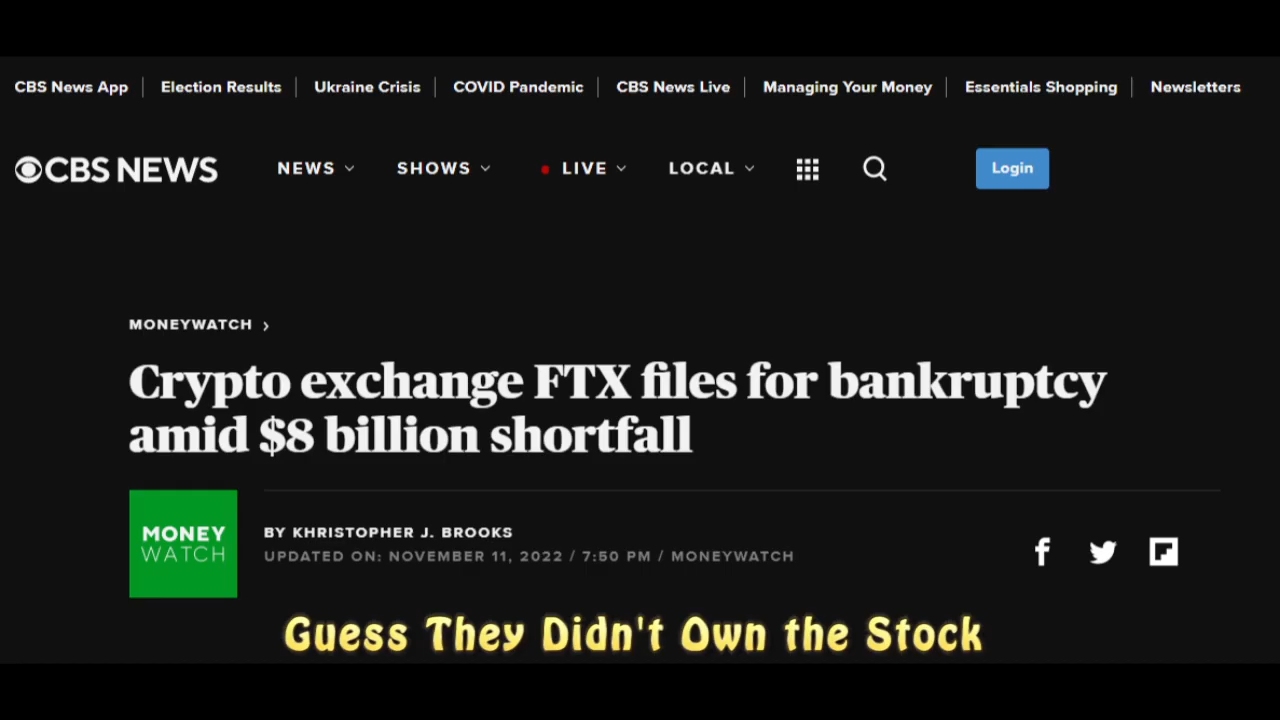 CBS News App Election Results Ukraine Crisis COVID Pandemic CBS News Live Managing Your Money Essentials Shopping Newsletters
CBS NEWS NEWS SHOWS LIVE LOCAL Login
MONEYWATCH
Crypto exchange FTX files for bankruptcy
amid $8 billion shortfall
MONEY
WATCH
BY KHRISTOPHER J. BROOKS
UPDATED ON: NOVEMBER 11, 2022 / 7:50 PM / MONEYWATCH
Guess They Didn't Own the Stock